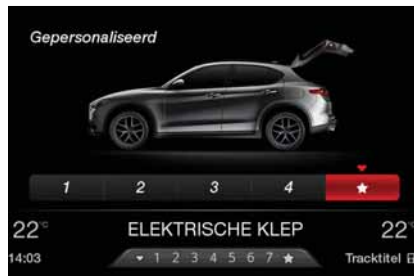 Gepersonaliseerd
1 2 3 4
22°C ELEKTRISCHE KLEP 22°
14:03 1 2 3 4 5 6 7 Tracktitel